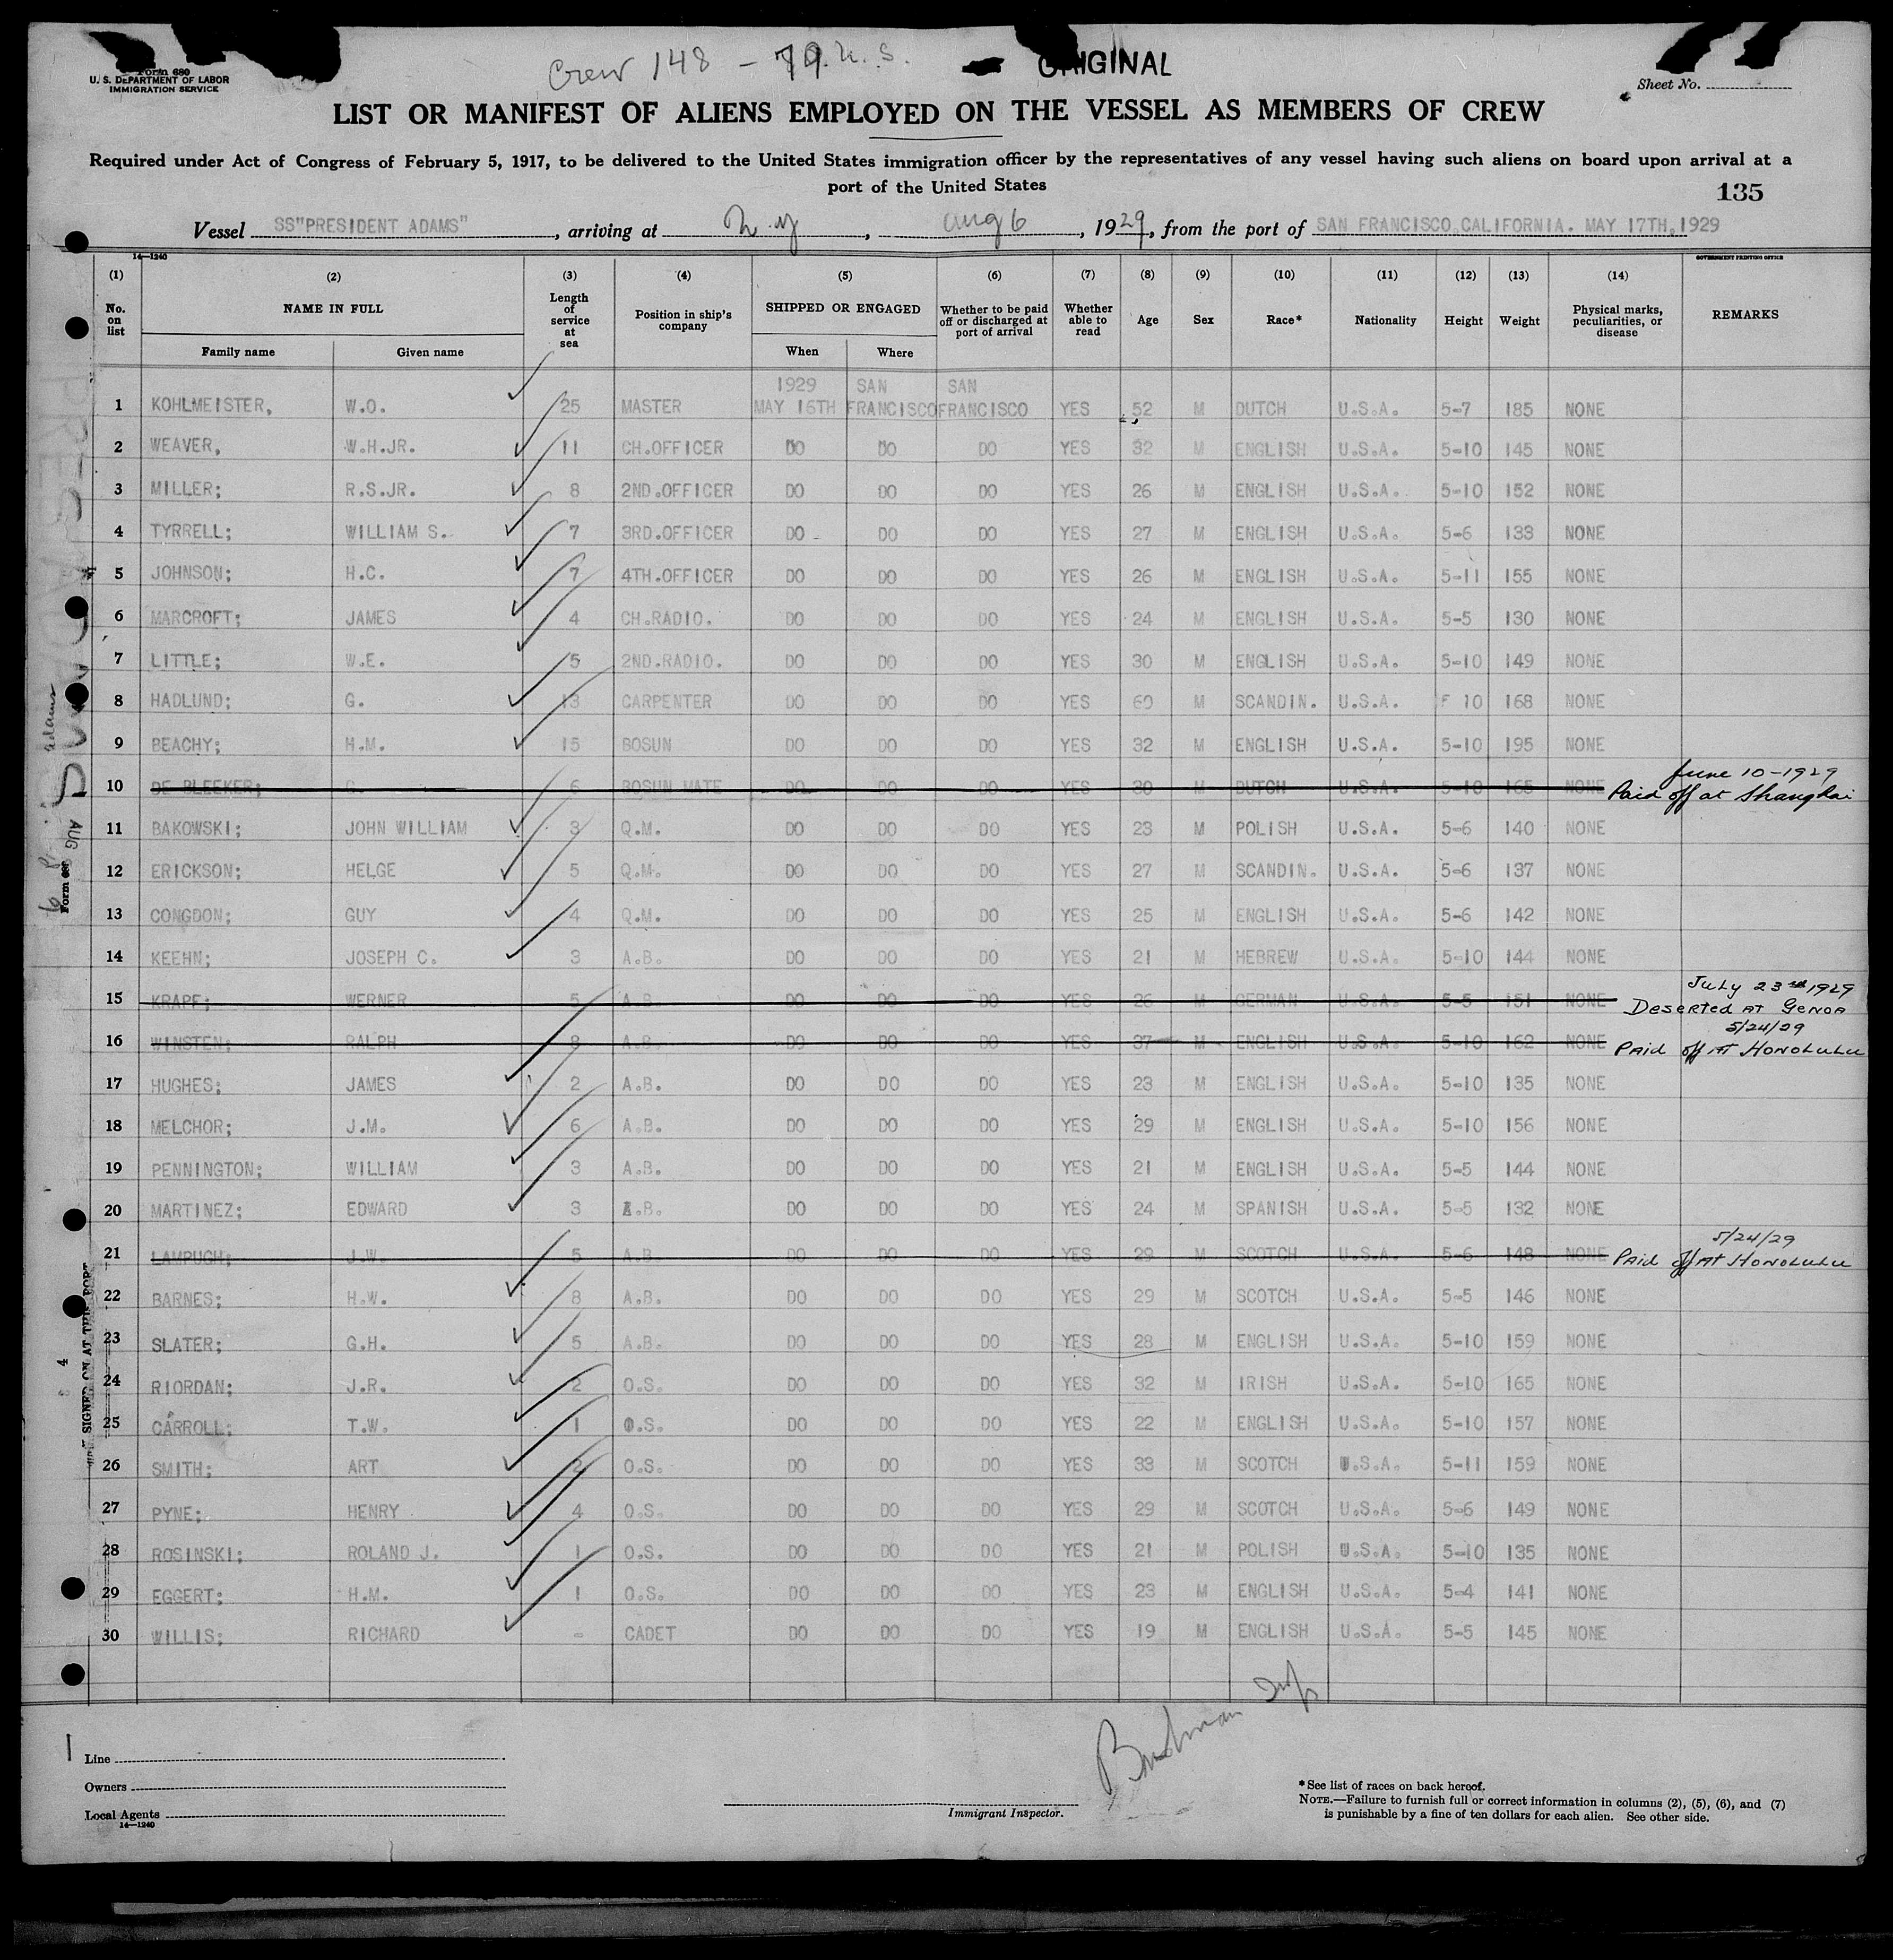 Form 680
U. S. DEPARTMENT OF LABOR
IMMIGRATION SERVICE
Crew 148 - 79 U.S.
ORIGINAL
Sheet No.
LIST OR MANIFEST OF ALIENS EMPLOYED ON THE VESSEL AS MEMBERS OF CREW
Required under Act of Congress of February 5, 1917, to be delivered to the United States immigration officer by the representatives of any vessel having such aliens on board upon arrival at a
port of the United States
135
Vessel SS"PRESIDENT ADAMS", arriving at N.Y, Aug 6, 1929, from the port of SAN FRANCISCO CALIFORNIA. MAY 17TH, 1929
14—1240
GOVERNMENT PRINTING OFFICE
(1) (2) (3) (4) (5) (6) (7) (8) (9) (10) (11) (12) (13) (14)
No. on list NAME IN FULL Family name Given name Length of service at sea Position in ship's company SHIPPED OR ENGAGED When Where Whether to be paid off or discharged at port of arrival Whether able to read Age Sex Race* Nationality Height Weight Physical marks, peculiarities, or disease REMARKS
1929 SAN SAN
1 KOHLMEISTER, W.O. 25 MASTER MAY 16TH FRANCISCO FRANCISCO YES 52 M DUTCH U.S.A. 5-7 185 NONE
2 WEAVER, W.H.JR. 11 CH.OFFICER DO DO DO YES 32 M ENGLISH U.S.A. 5-10 145 NONE
3 MILLER; R.S.JR. 8 2ND.OFFICER DO DO DO YES 26 M ENGLISH U.S.A. 5-10 152 NONE
4 TYRRELL; WILLIAM S. 7 3RD.OFFICER DO DO DO YES 27 M ENGLISH U.S.A. 5-6 133 NONE
5 JOHNSON; H.C. 7 4TH.OFFICER DO DO DO YES 26 M ENGLISH U.S.A. 5-11 155 NONE
6 MARCROFT; JAMES 4 CH.RADIO. DO DO DO YES 24 M ENGLISH U.S.A. 5-5 130 NONE
7 LITTLE; W.E. 5 2ND.RADIO. DO DO DO YES 30 M ENGLISH U.S.A. 5-10 149 NONE
8 HADLUND; G. 13 CARPENTER DO DO DO YES 60 M SCANDIN. U.S.A. 10 168 NONE
9 BEACHY; H.M. 15 BOSUN DO DO DO YES 32 M ENGLISH U.S.A. 5-10 195 NONE
June 10-1929
10 DE BLEEKER; G. 6 BOSUN MATE DO DO DO YES 30 M DUTCH U.S.A. 5-10 165 NONE Paid off at Shanghai
11 BAKOWSKI; JOHN WILLIAM 3 Q.M. DO DO DO YES 23 M POLISH U.S.A. 5-6 140 NONE
12 ERICKSON; HELGE 5 Q.M. DO DO DO YES 27 M SCANDIN. U.S.A. 5-6 137 NONE
13 CONGDON; GUY 4 Q.M. DO DO DO YES 25 M ENGLISH U.S.A. 5-6 142 NONE
14 KEEHN; JOSEPH C. 3 A.B. DO DO DO YES 21 M HEBREW U.S.A. 5-10 144 NONE
July 23rd 1929
15 KRAPF; WERNER 5 A.B. DO DO DO YES 26 M GERMAN U.S.A. 5-5 151 NONE DESERTED AT GENOA
5/24/29
16 WINSTEN; RALPH 8 A.B. DO DO DO YES 37 M ENGLISH U.S.A. 5-10 162 NONE PAID off AT HONOLULU
17 HUGHES; JAMES 2 A.B. DO DO DO YES 23 M ENGLISH U.S.A. 5-10 135 NONE
18 MELCHOR; J.M. 6 A.B. DO DO DO YES 29 M ENGLISH U.S.A. 5-10 156 NONE
19 PENNINGTON; WILLIAM 3 A.B. DO DO DO YES 21 M ENGLISH U.S.A. 5-5 144 NONE
20 MARTINEZ; EDWARD 3 A.B. DO DO DO YES 24 M SPANISH U.S.A. 5-5 132 NONE
5/24/29
21 LAMPUGH; J.W. 5 A.B. DO DO DO YES 29 M SCOTCH U.S.A. 5-6 148 NONE PAID off AT HONOLULU
22 BARNES; H.W. 8 A.B. DO DO DO YES 29 M SCOTCH U.S.A. 5-5 146 NONE
23 SLATER; G.H. 5 A.B. DO DO DO YES 28 M ENGLISH U.S.A. 5-10 159 NONE
24 RIORDAN; J.R. 2 O.S. DO DO DO YES 32 M IRISH U.S.A. 5-10 165 NONE
25 CARROLL; T.W. 1 O.S. DO DO DO YES 22 M ENGLISH U.S.A. 5-10 157 NONE
26 SMITH; ART 2 O.S. DO DO DO YES 33 M SCOTCH U.S.A. 5-11 159 NONE
27 PYNE; HENRY 4 O.S. DO DO DO YES 29 M SCOTCH U.S.A. 5-6 149 NONE
28 ROSINSKI; ROLAND J. 1 O.S. DO DO DO YES 21 M POLISH U.S.A. 5-10 135 NONE
29 EGGERT; H.M. 1 O.S. DO DO DO YES 23 M ENGLISH U.S.A. 5-4 141 NONE
30 WILLIS; RICHARD - CADET DO DO DO YES 19 M ENGLISH U.S.A. 5-5 145 NONE
Line
Owners
Local Agents
14—1240
Immigrant Inspector.
*See list of races on back hereof.
NOTE.—Failure to furnish full or correct information in columns (2), (5), (6), and (7)
is punishable by a fine of ten dollars for each alien. See other side.